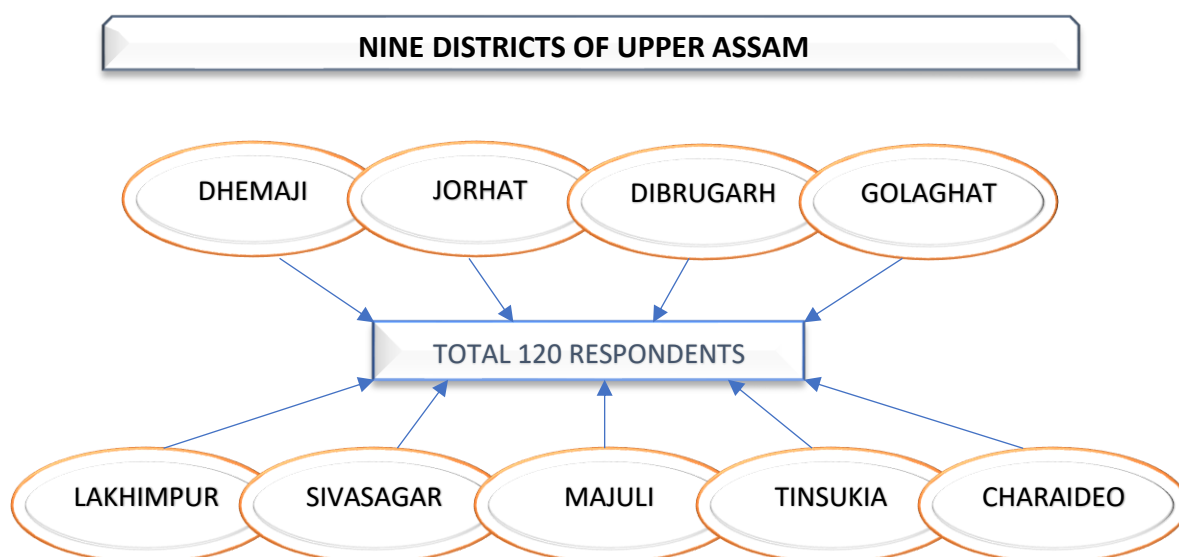 NINE DISTRICTS OF UPPER ASSAM
DHEMAJI
JORHAT
DIBRUGARH
GOLAGHAT
TOTAL 120 RESPONDENTS
LAKHIMPUR
SIVASAGAR
MAJULI
TINSUKIA
CHARAIDEO